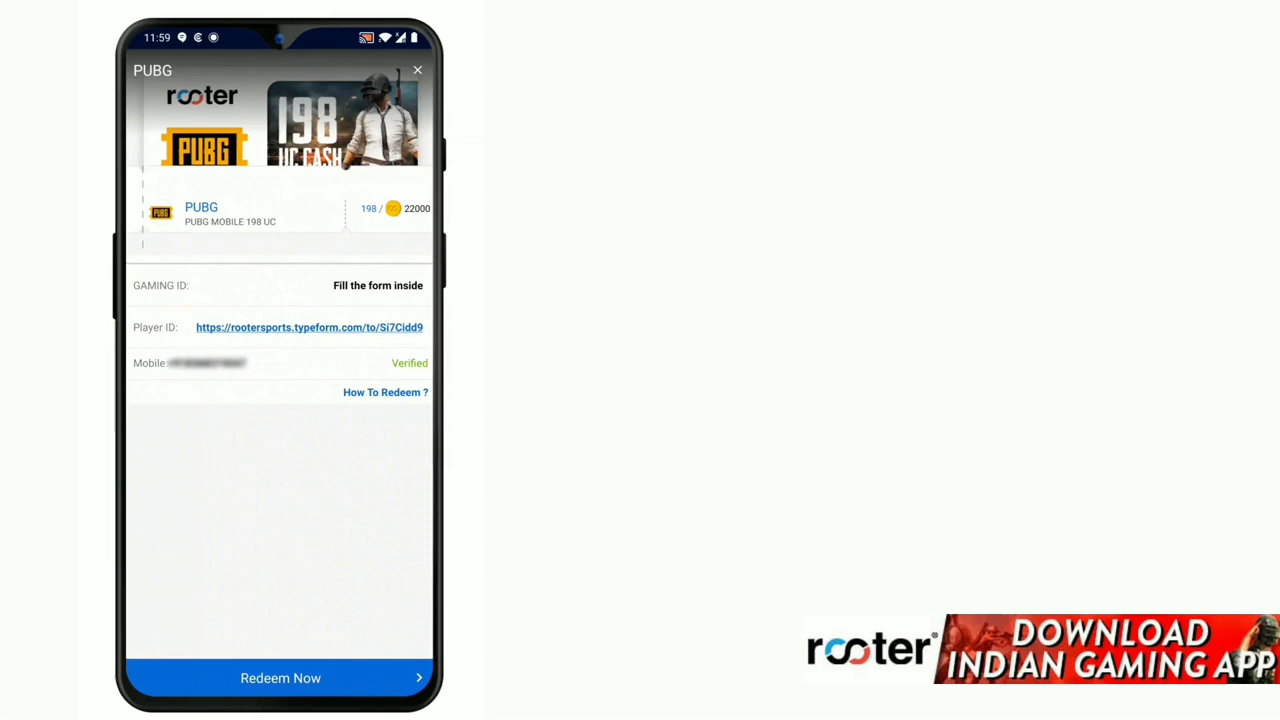 11:59
PUBG
rooter
PUBG
198
UC CASH
PUBG
PUBG
PUBG MOBILE 198 UC
198 / 22000
GAMING ID: Fill the form inside
Player ID: https://rootersports.typeform.com/to/Si7Cidd9
Mobile: Verified
How To Redeem ?
Redeem Now
rooter®
DOWNLOAD
INDIAN GAMING APP